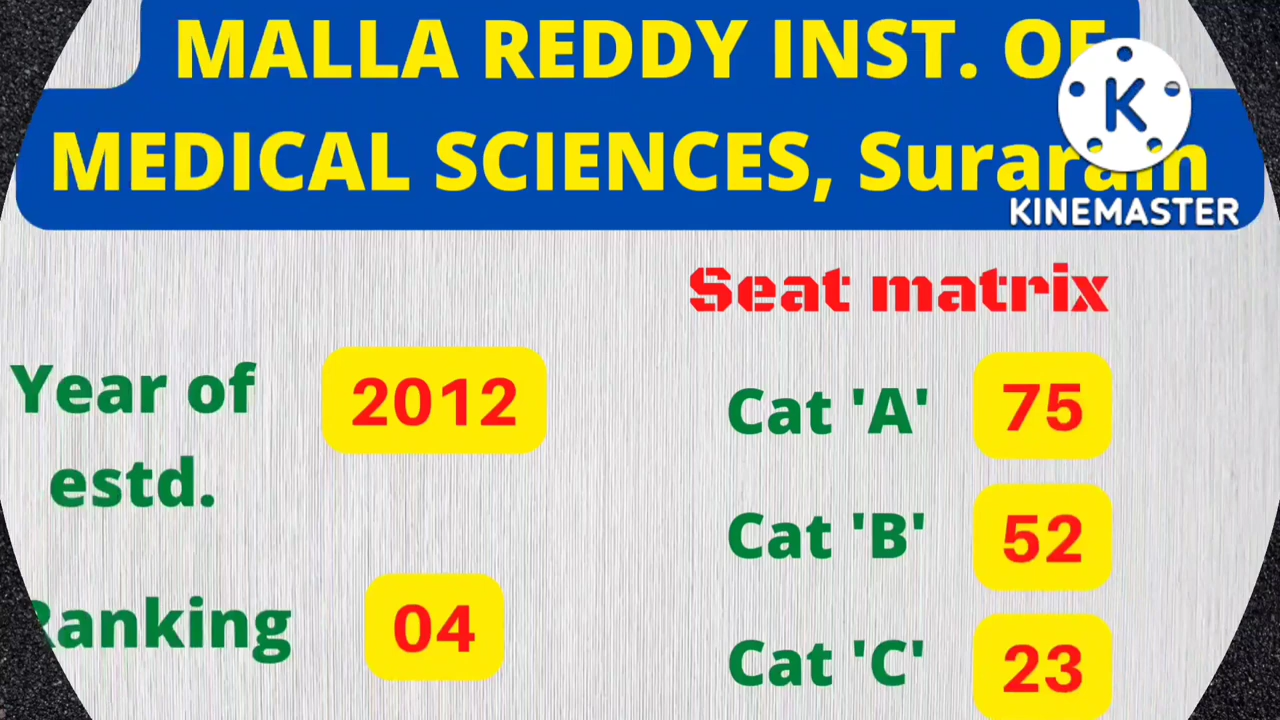 MALLA REDDY INST. OF
MEDICAL SCIENCES, Suraram
K
KINEMASTER
Seat matrix
Year of
estd.
2012
Ranking
04
Cat 'A' 75
Cat 'B' 52
Cat 'C' 23